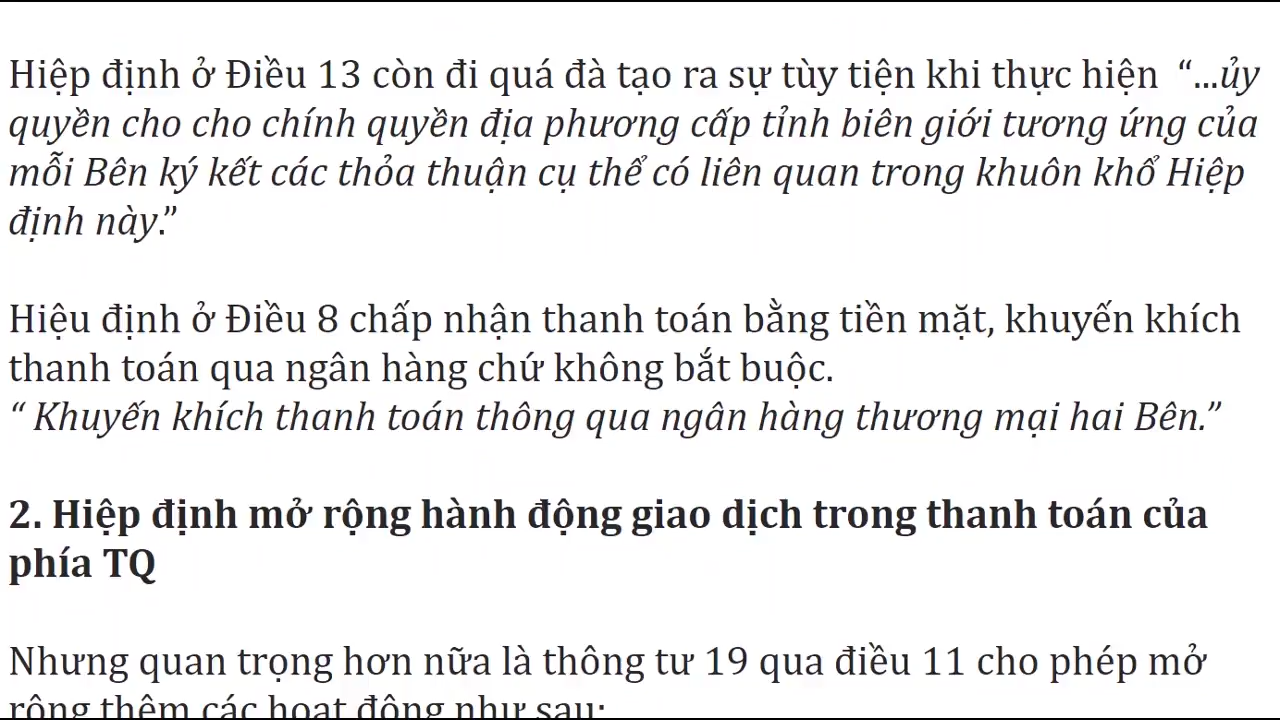 Hiệp định ở Điều 13 còn đi quá đà tạo ra sự tùy tiện khi thực hiện “...ủy
quyền cho cho chính quyền địa phương cấp tỉnh biên giới tương ứng của
mỗi Bên ký kết các thỏa thuận cụ thể có liên quan trong khuôn khổ Hiệp
định này.”
Hiệu định ở Điều 8 chấp nhận thanh toán bằng tiền mặt, khuyến khích
thanh toán qua ngân hàng chứ không bắt buộc.
“ Khuyến khích thanh toán thông qua ngân hàng thương mại hai Bên.”
2. Hiệp định mở rộng hành động giao dịch trong thanh toán của
phía TQ
Nhưng quan trọng hơn nữa là thông tư 19 qua điều 11 cho phép mở
rộng thêm các hoạt động như sau: